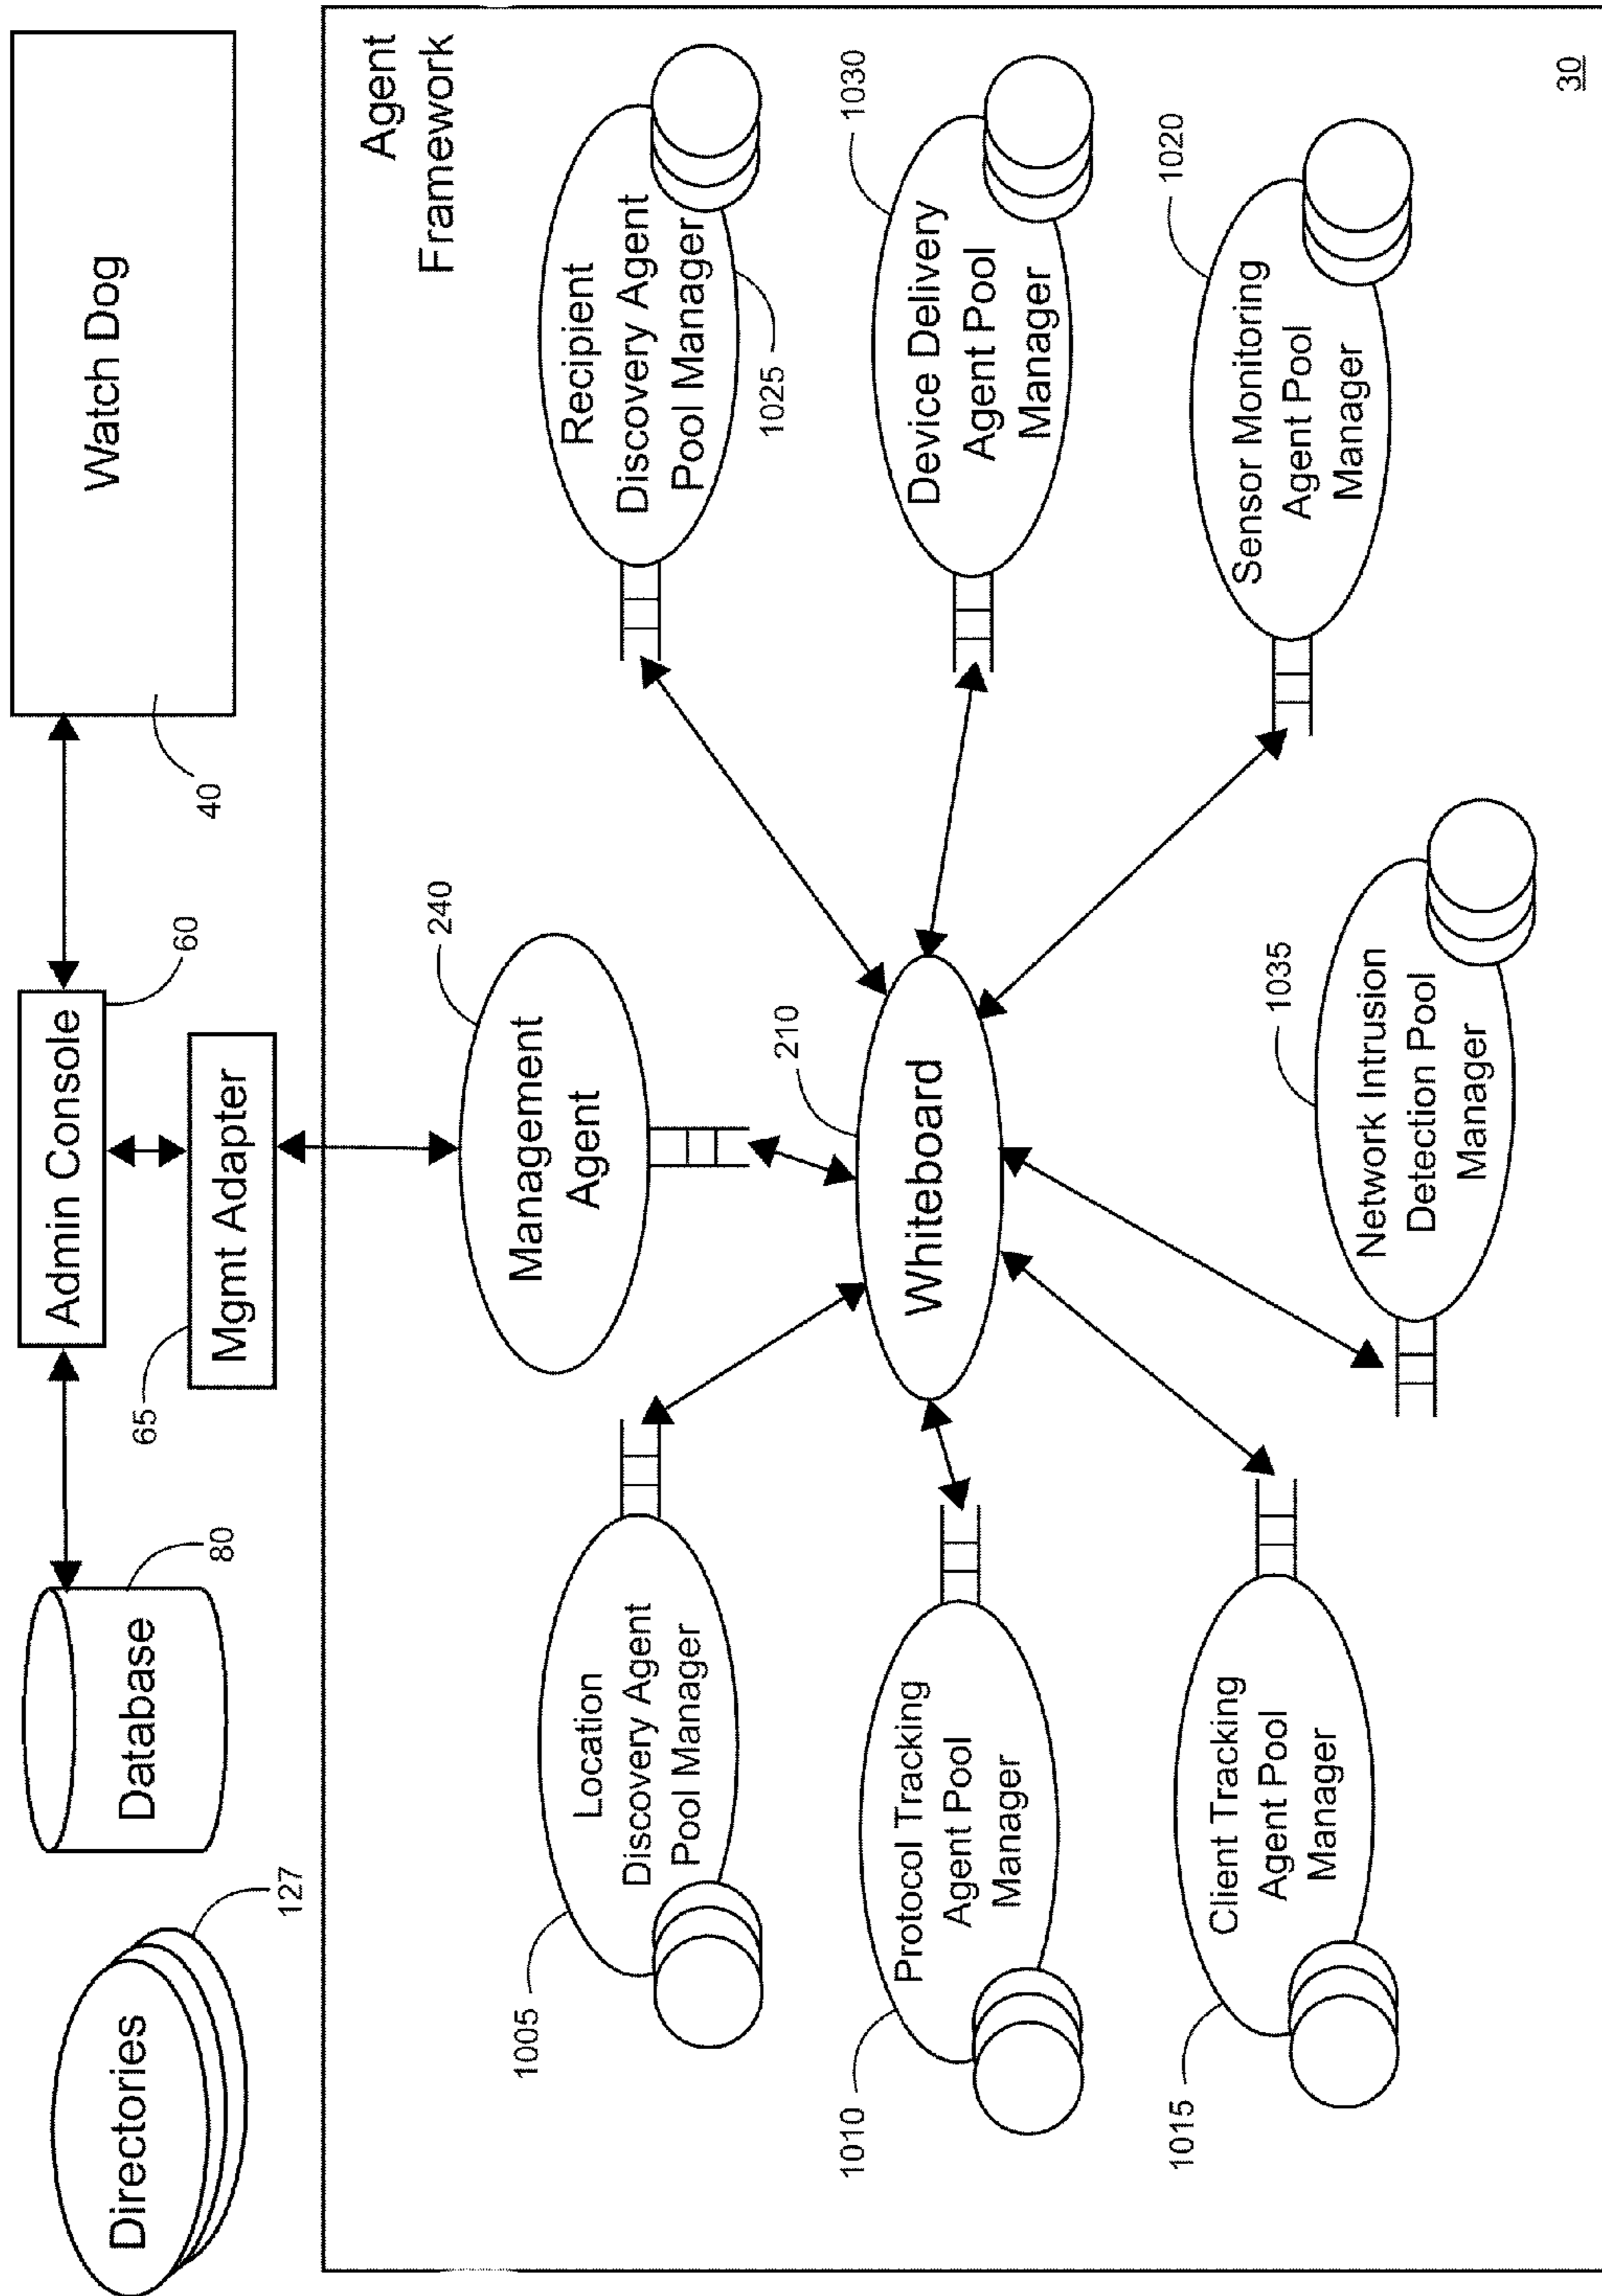 Directories
127
Database
80
Admin Console
60
Mgmt Adapter
65
Watch Dog
40
Agent
Framework
Management
Agent
240
Location
Discovery Agent
Pool Manager
1005
Recipient
Discovery Agent
Pool Manager
1025
Whiteboard
210
Protocol Tracking
Agent Pool
Manager
1010
Device Delivery
Agent Pool
Manager
1030
Client Tracking
Agent Pool
Manager
1015
Sensor Monitoring
Agent Pool
Manager
1020
Network Intrusion
Detection Pool
Manager
1035
30